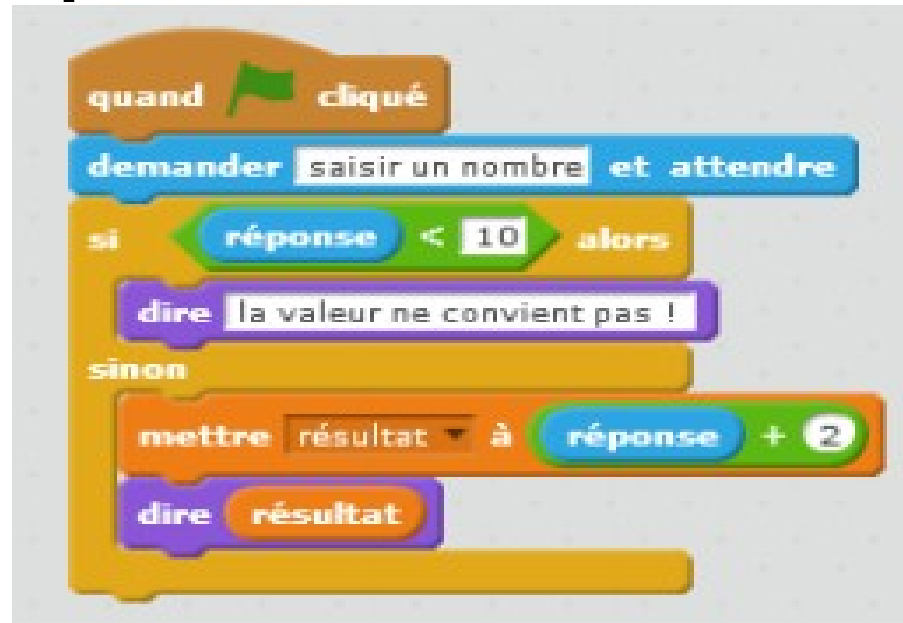 quand cliqué
demander saisir un nombre et attendre
si réponse < 10 alors
dire la valeur ne convient pas !
sinon
mettre résultat à réponse + 2
dire résultat